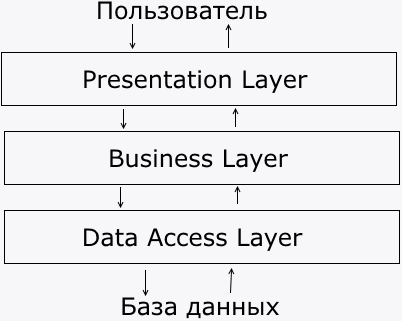 Пользователь
Presentation Layer
Business Layer
Data Access Layer
База данных